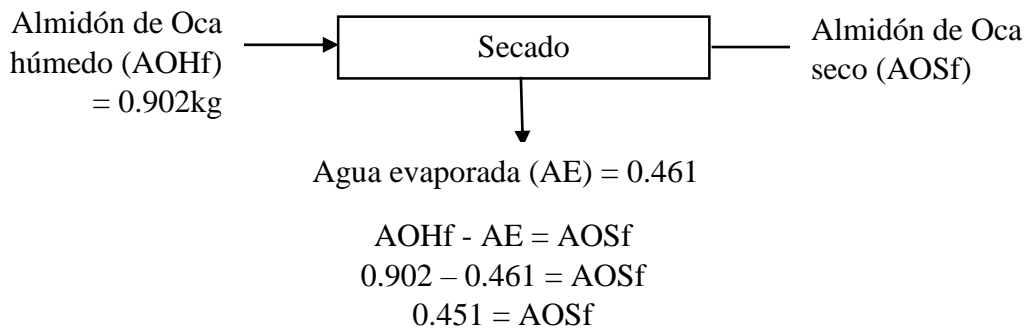 Almidón de Oca
húmedo (AOHf)
= 0.902kg
Secado
Almidón de Oca
seco (AOSf)
Agua evaporada (AE) = 0.461
AOHf - AE = AOSf
0.902 – 0.461 = AOSf
0.451 = AOSf